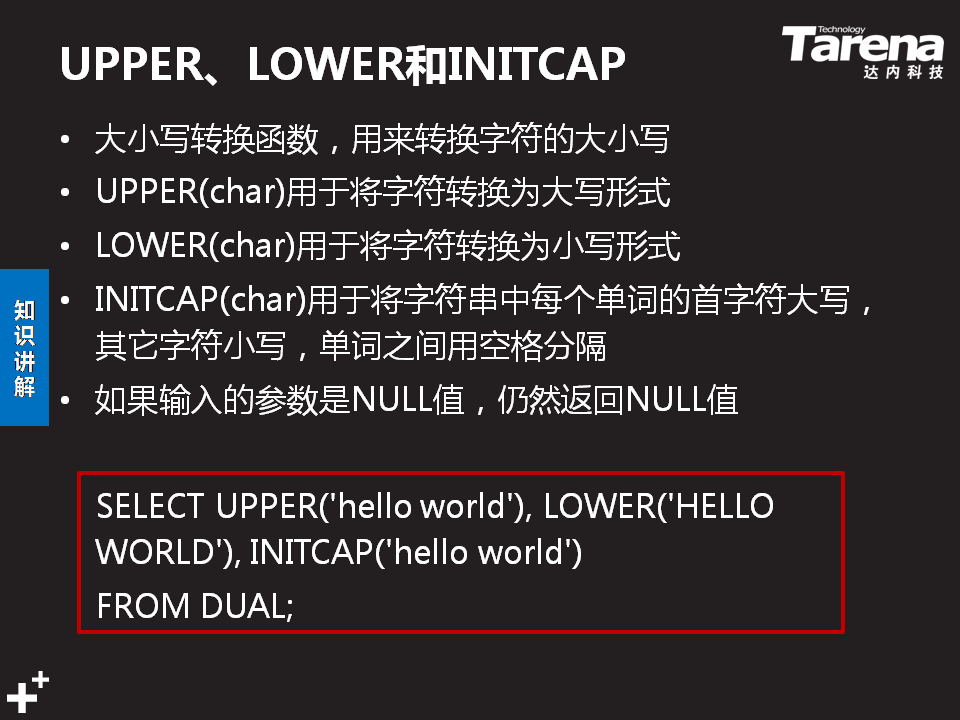 UPPER、LOWER和INITCAP
Technology
Tarena
达内科技
• 大小写转换函数，用来转换字符的大小写
• UPPER(char)用于将字符转换为大写形式
• LOWER(char)用于将字符转换为小写形式
• INITCAP(char)用于将字符串中每个单词的首字符大写，
其它字符小写，单词之间用空格分隔
• 如果输入的参数是NULL值，仍然返回NULL值
知
识
讲
解
SELECT UPPER('hello world'), LOWER('HELLO
WORLD'), INITCAP('hello world')
FROM DUAL;